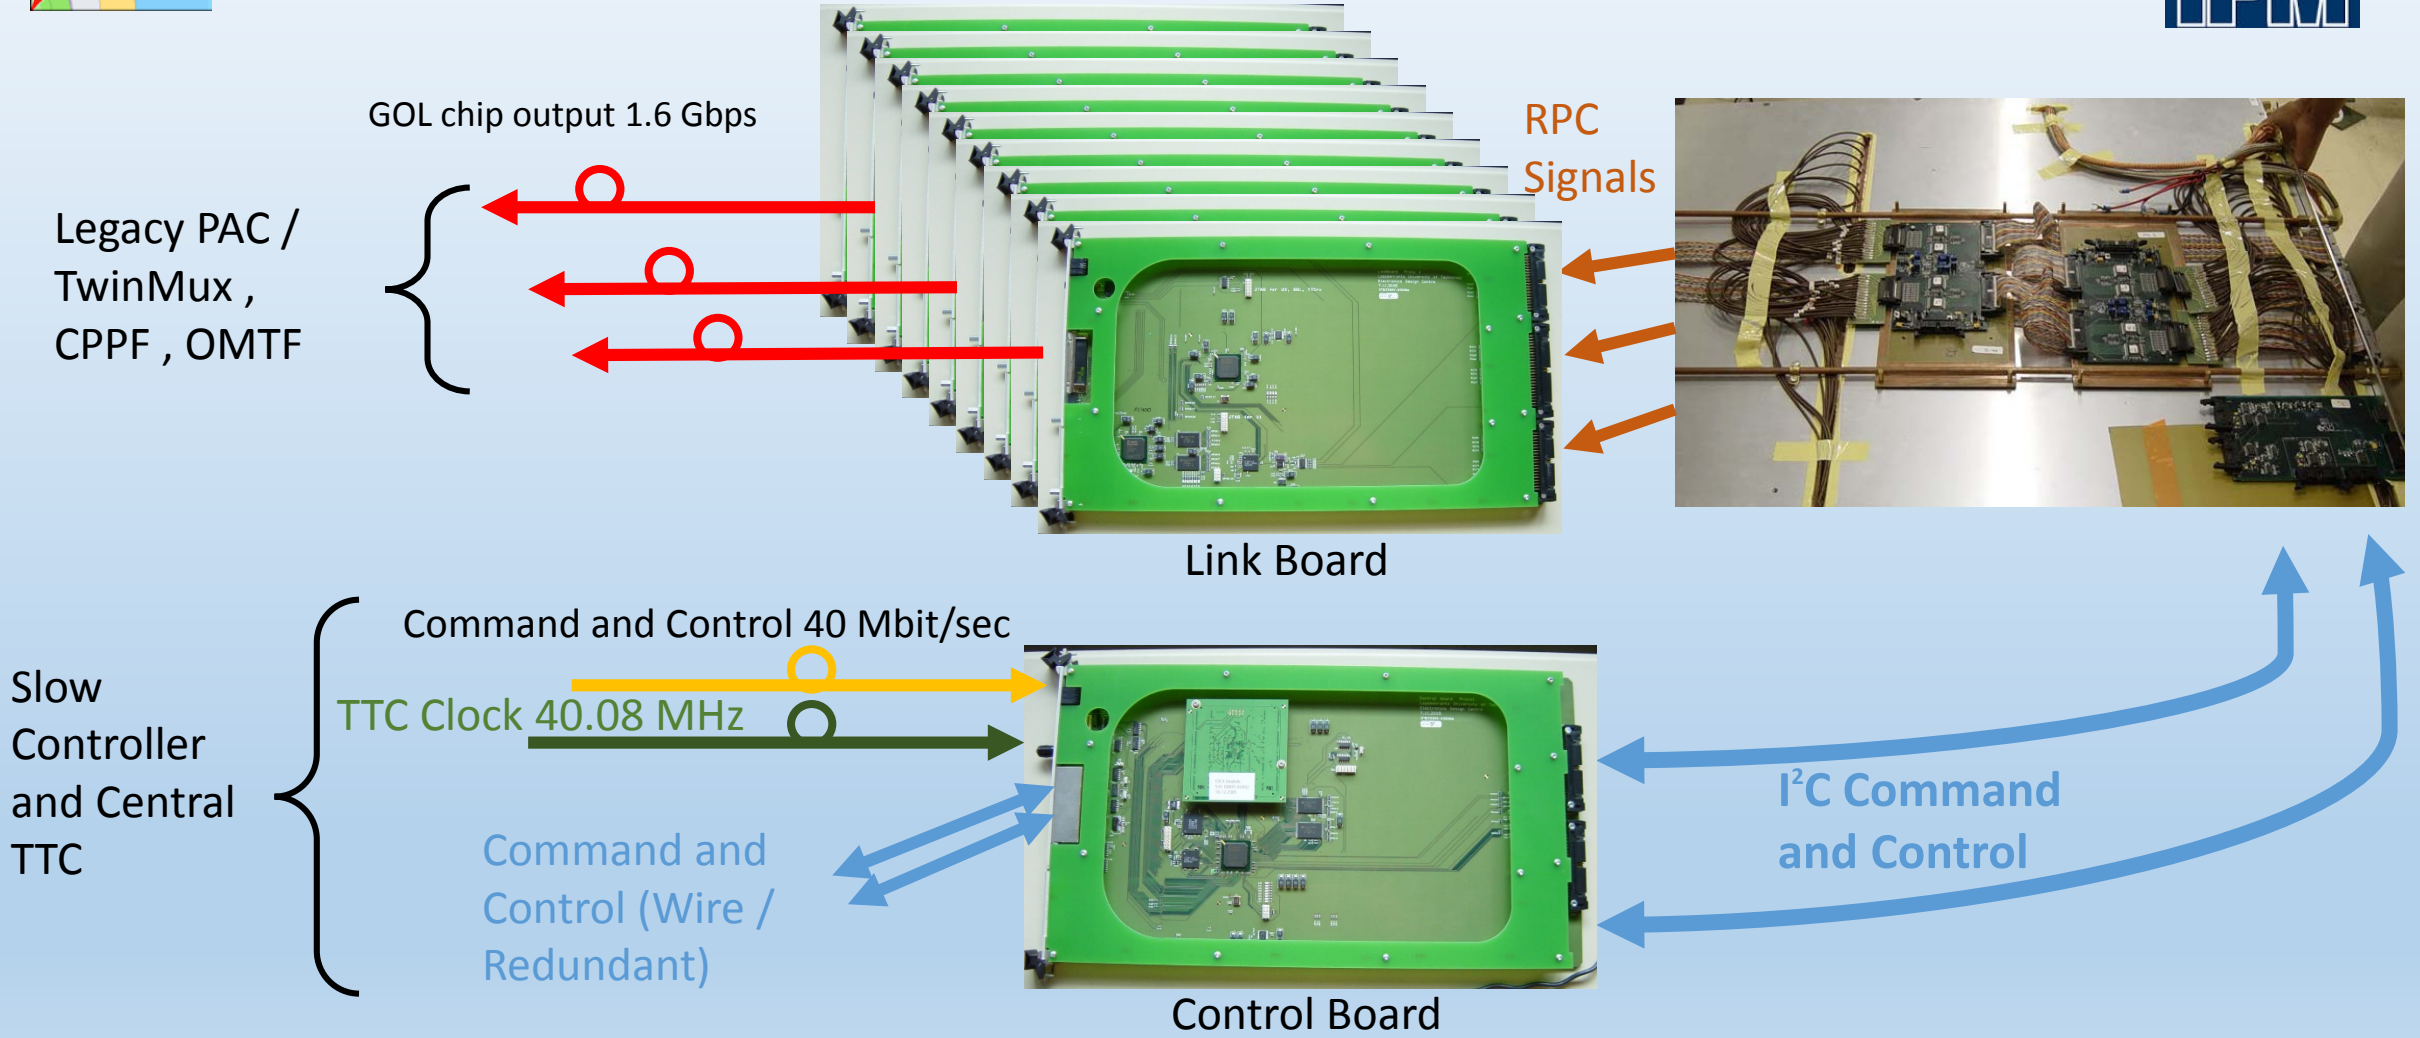 IPM
GOL chip output 1.6 Gbps
RPC
Signals
Legacy PAC /
TwinMux ,
CPPF , OMTF
Link Board
Command and Control 40 Mbit/sec
TTC Clock 40.08 MHz
Slow
Controller
and Central
TTC
Command and
Control (Wire /
Redundant)
I²C Command
and Control
Control Board